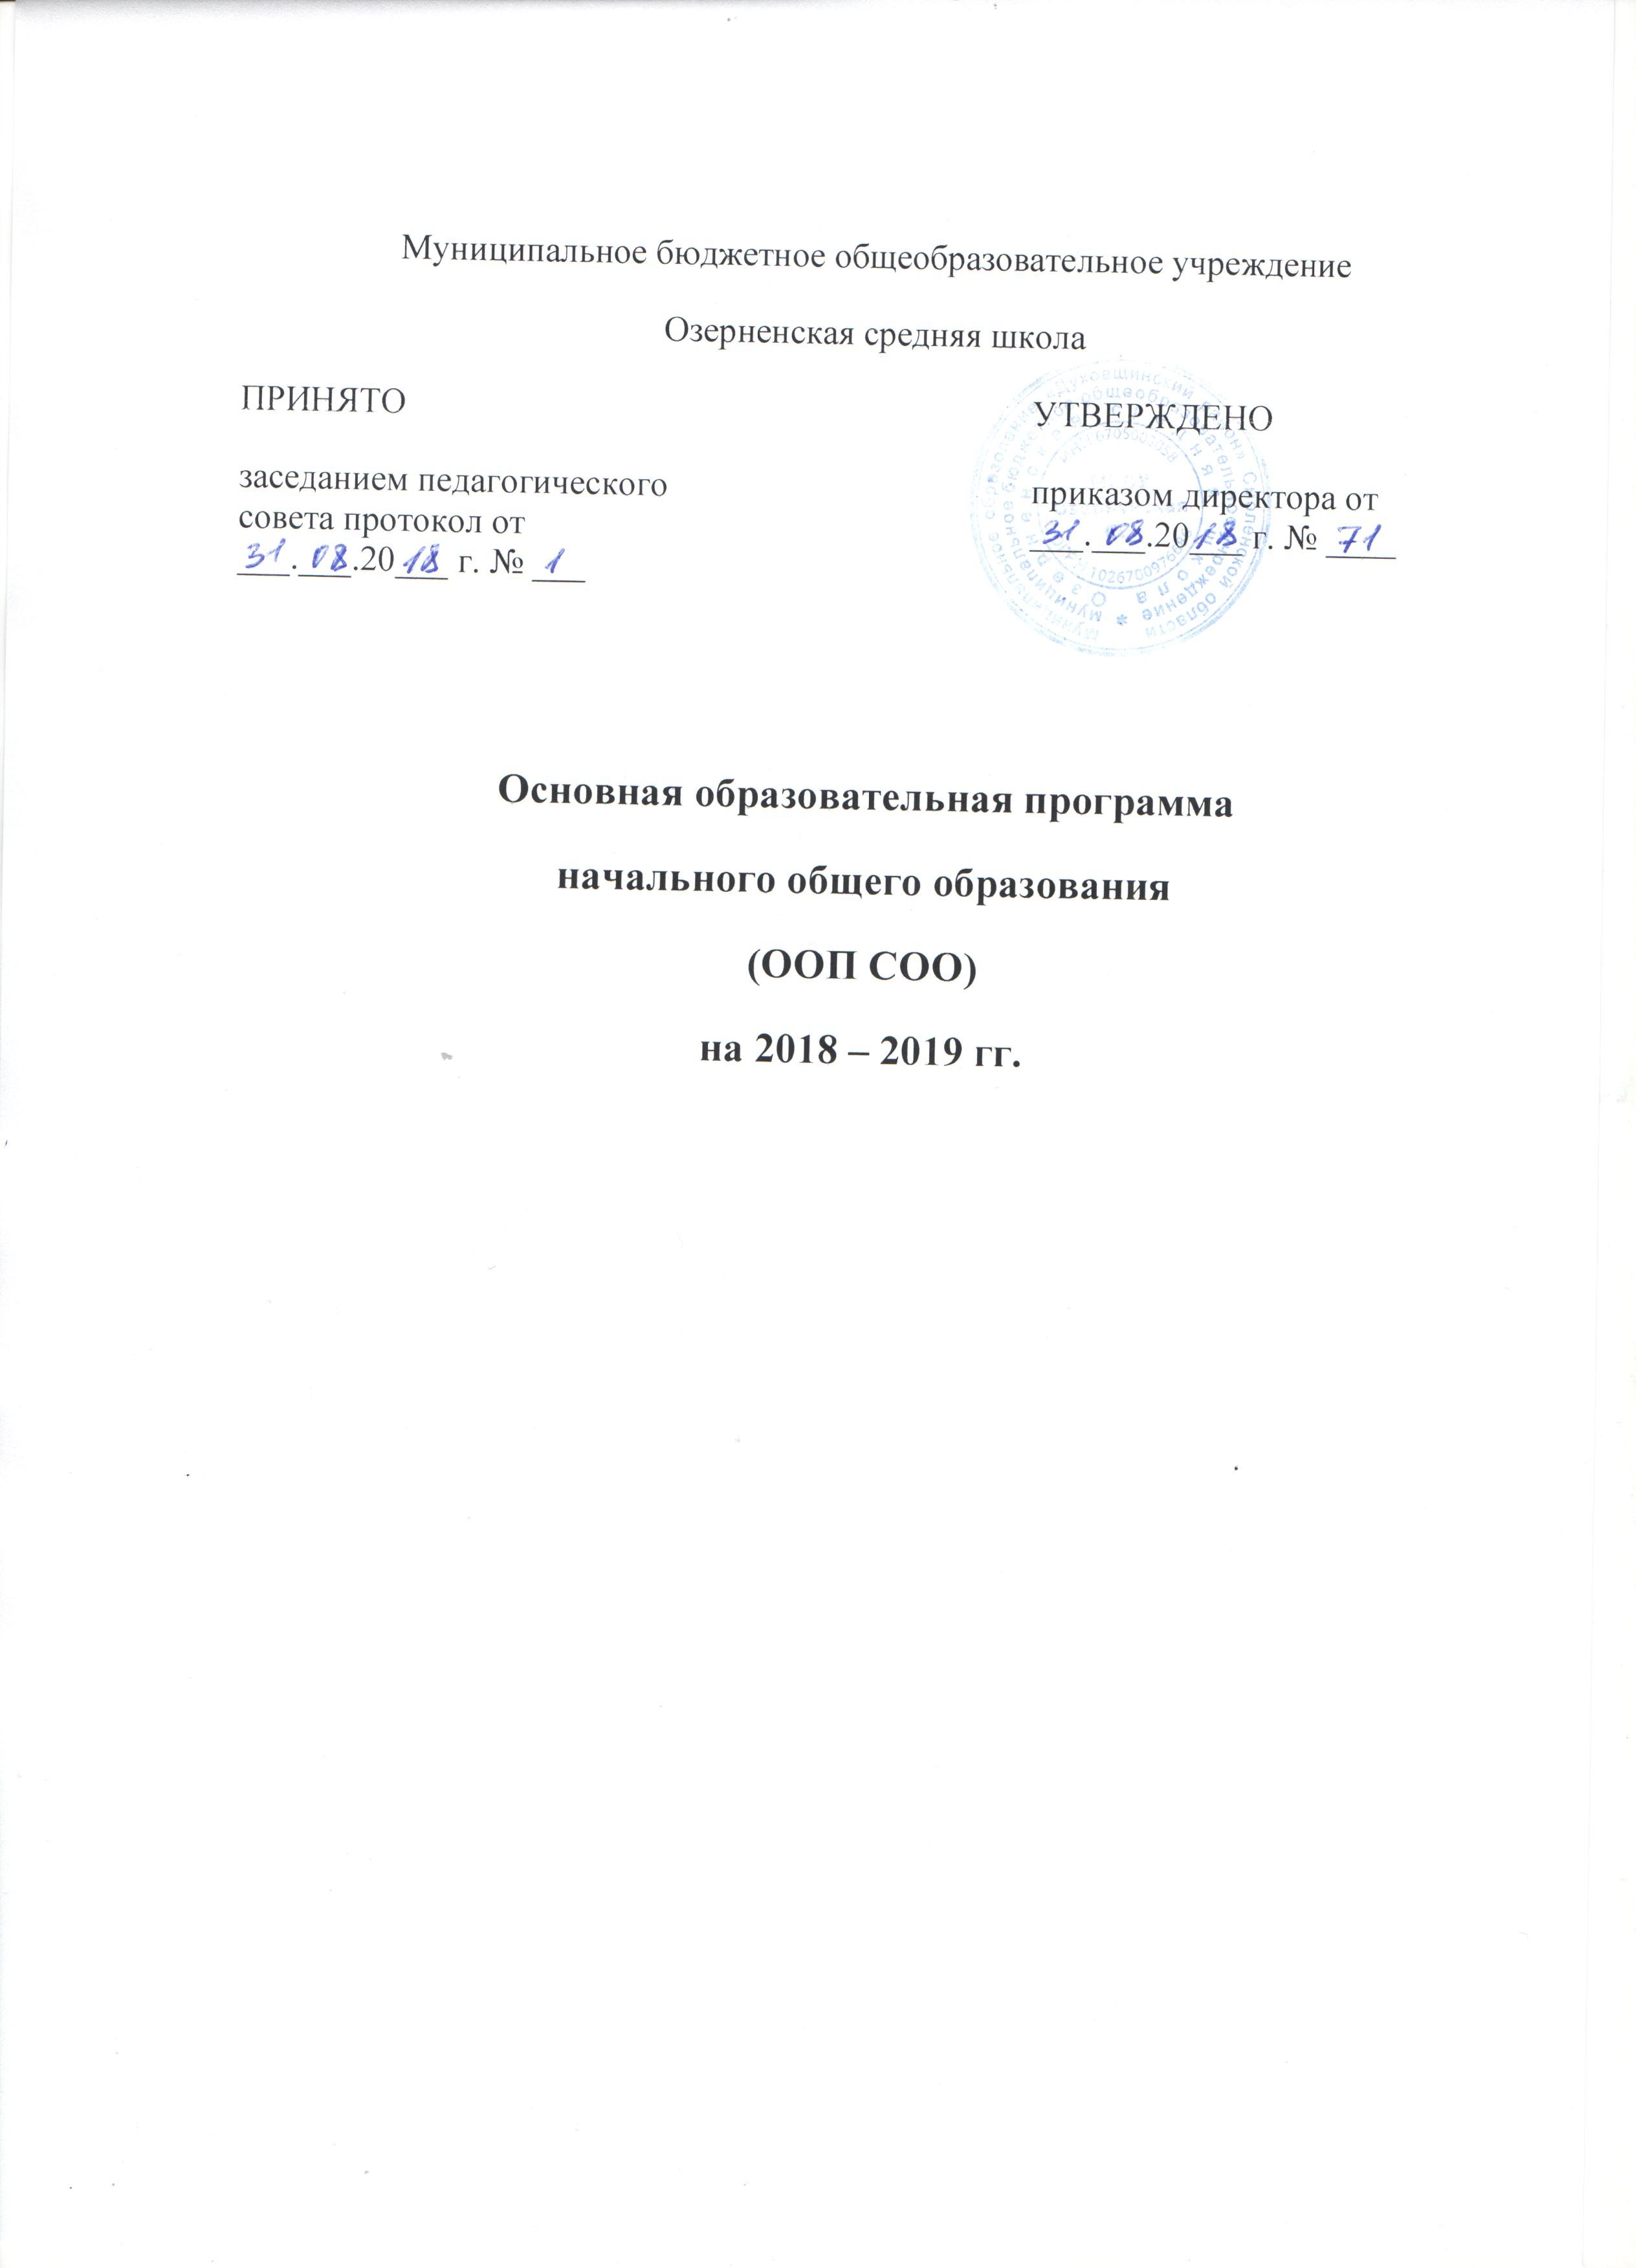 Муниципальное бюджетное общеобразовательное учреждение
Озерненская средняя школа
ПРИНЯТО
заседанием педагогического
совета протокол от
31.08.2018 г. № 1
УТВЕРЖДЕНО
приказом директора от
31.08.2018 г. № 71
Основная образовательная программа
начального общего образования
(ООП СОО)
на 2018 – 2019 гг.